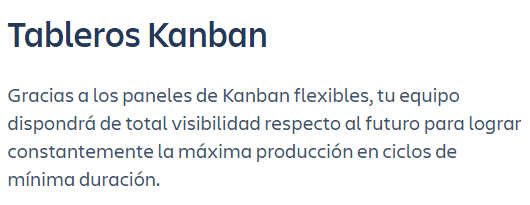 Tableros Kanban
Gracias a los paneles de Kanban flexibles, tu equipo
dispondrá de total visibilidad respecto al futuro para lograr
constantemente la máxima producción en ciclos de
mínima duración.